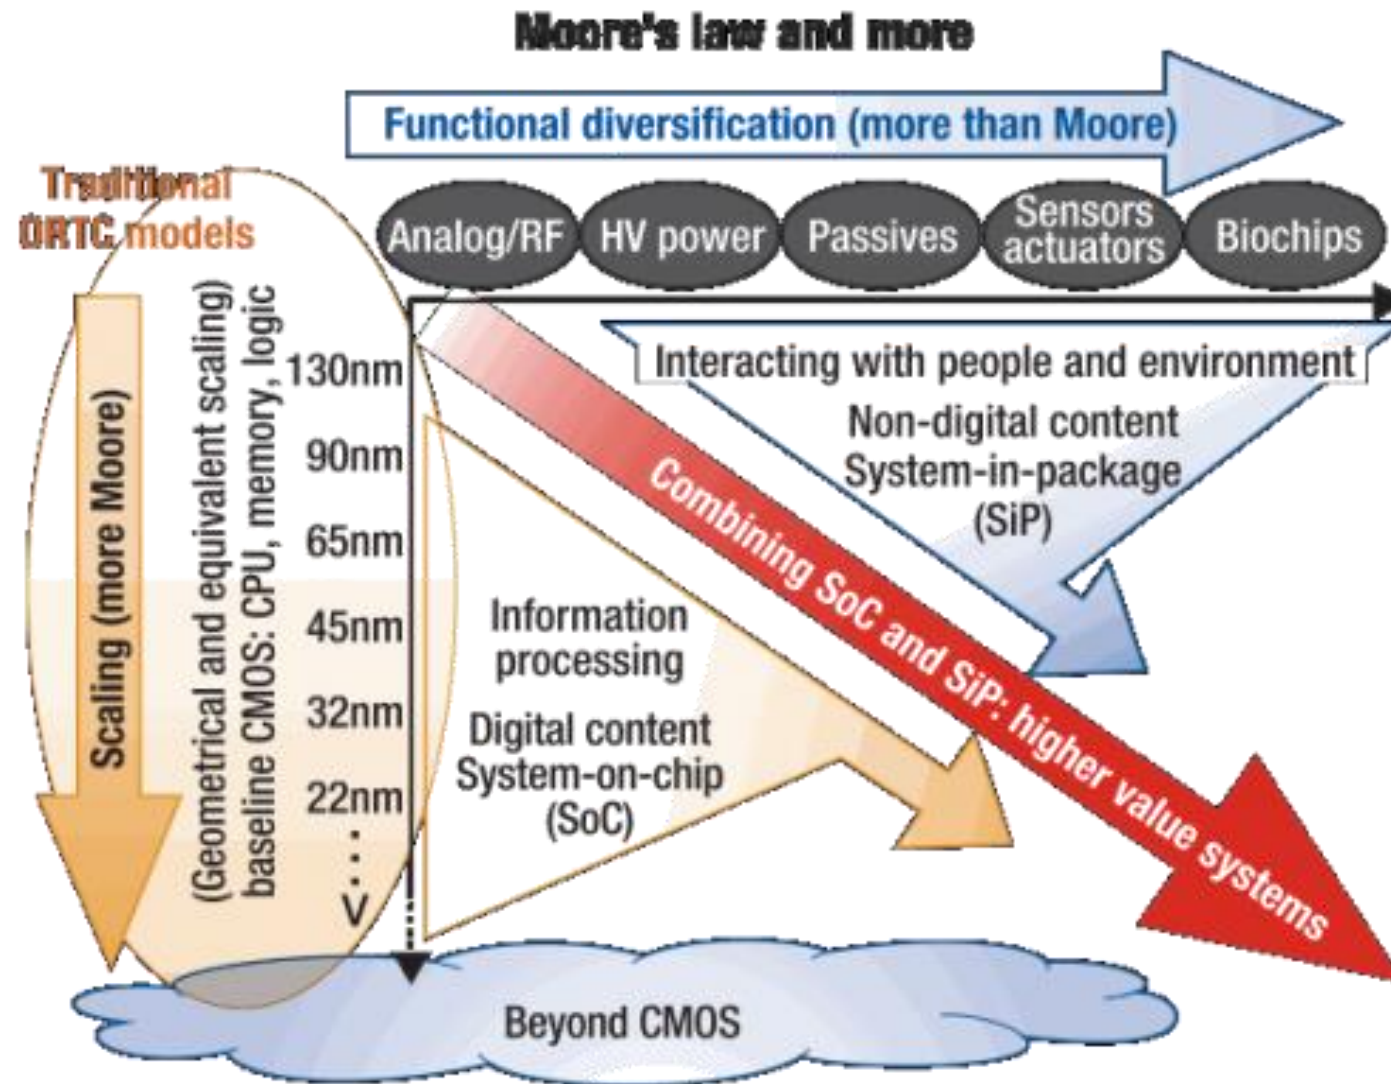 Moore's law and more
Functional diversification (more than Moore)
Traditional
ORTC models
Analog/RF
HV power
Passives
Sensors
actuators
Biochips
Scaling (more Moore)
(Geometrical and equivalent scaling)
baseline CMOS: CPU, memory, logic
130nm
90nm
65nm
45nm
32nm
22nm
Interacting with people and environment
Non-digital content
System-in-package
(SiP)
Combining SoC and SiP: higher value systems
Information
processing
Digital content
System-on-chip
(SoC)
Beyond CMOS